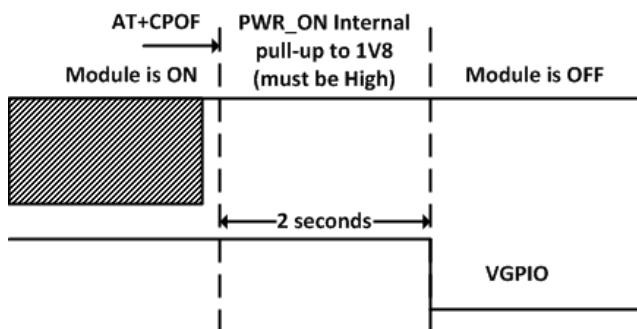 AT+CPOF
PWR_ON Internal
pull-up to 1V8
(must be High)
Module is ON
Module is OFF
2 seconds
VGPIO